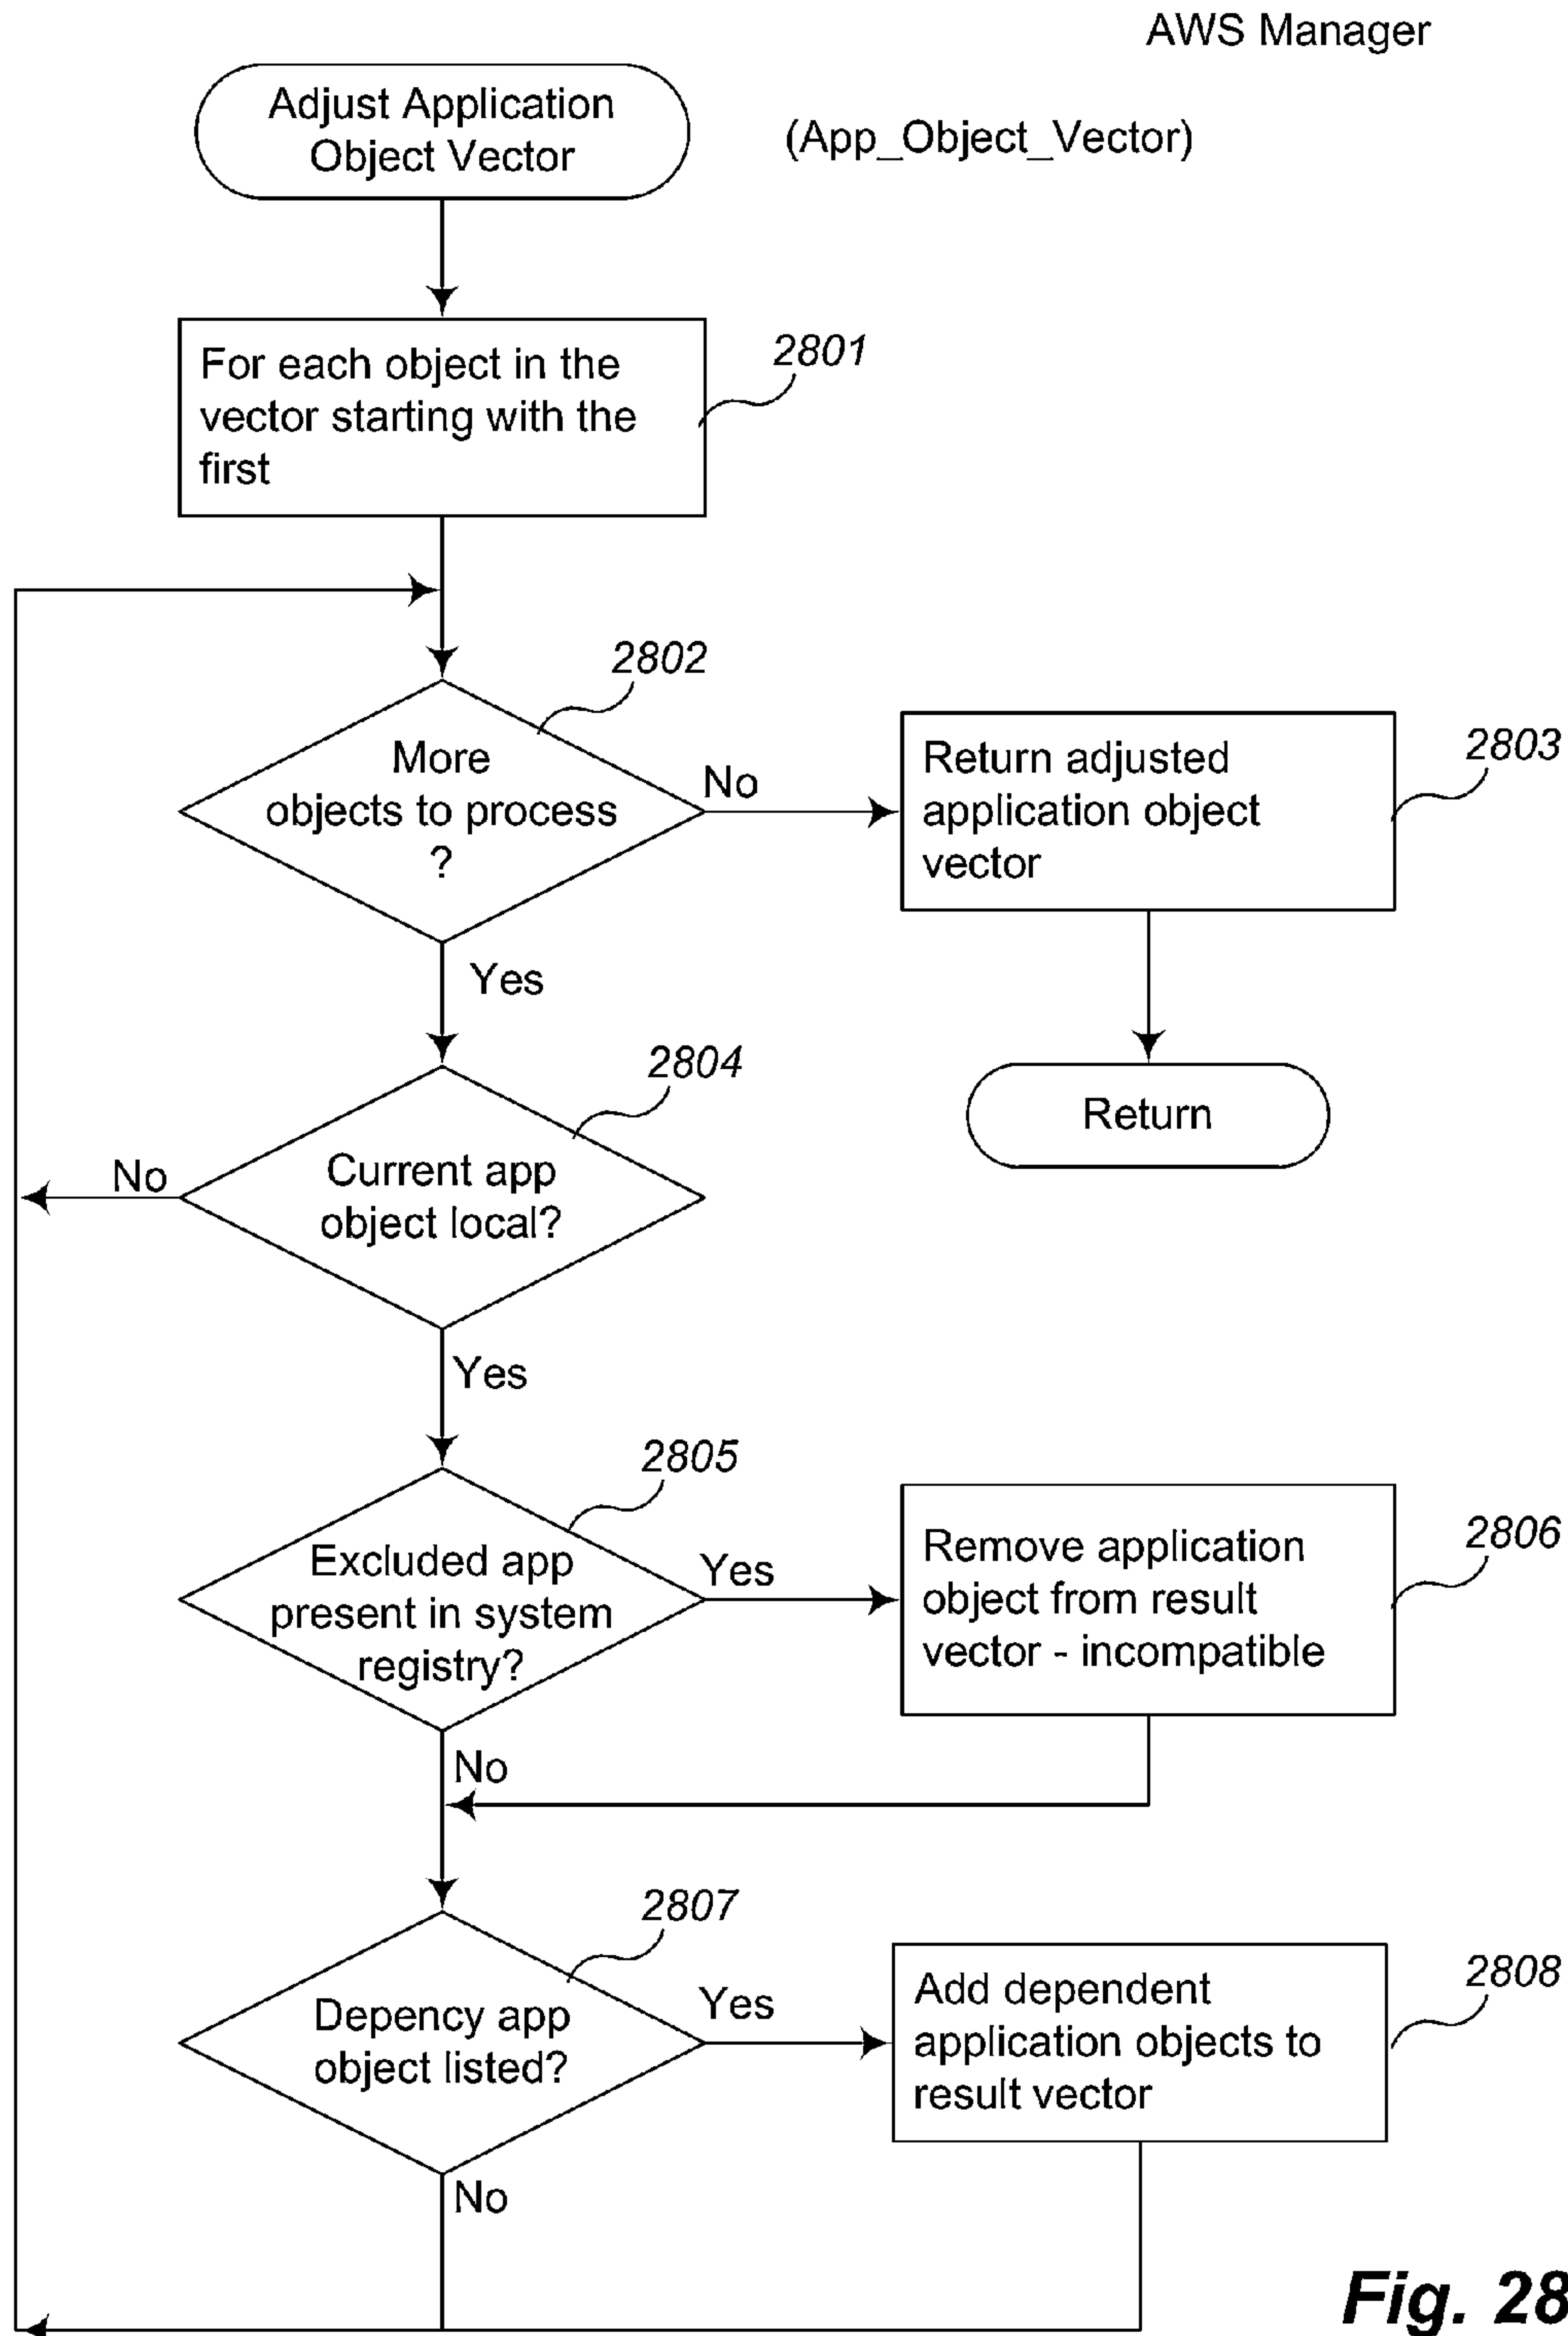 AWS Manager
Adjust Application
Object Vector
(App_Object_Vector)
For each object in the
vector starting with the
first
2801
2802
More
objects to process
?
No
Return adjusted
application object
vector
2803
Yes
Return
2804
Current app
object local?
No
Yes
2805
Excluded app
present in system
registry?
Yes
Remove application
object from result
vector - incompatible
2806
No
2807
Depency app
object listed?
Yes
Add dependent
application objects to
result vector
2808
No
Fig. 28